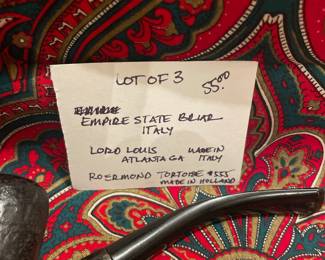 LOT OF 3
55.00
EMPIRE STATE BRIAR
ITALY
LORD LOUIS MADE IN
ATLANTA GA ITALY
ROERMOND TORTOISE #555
MADE IN HOLLAND